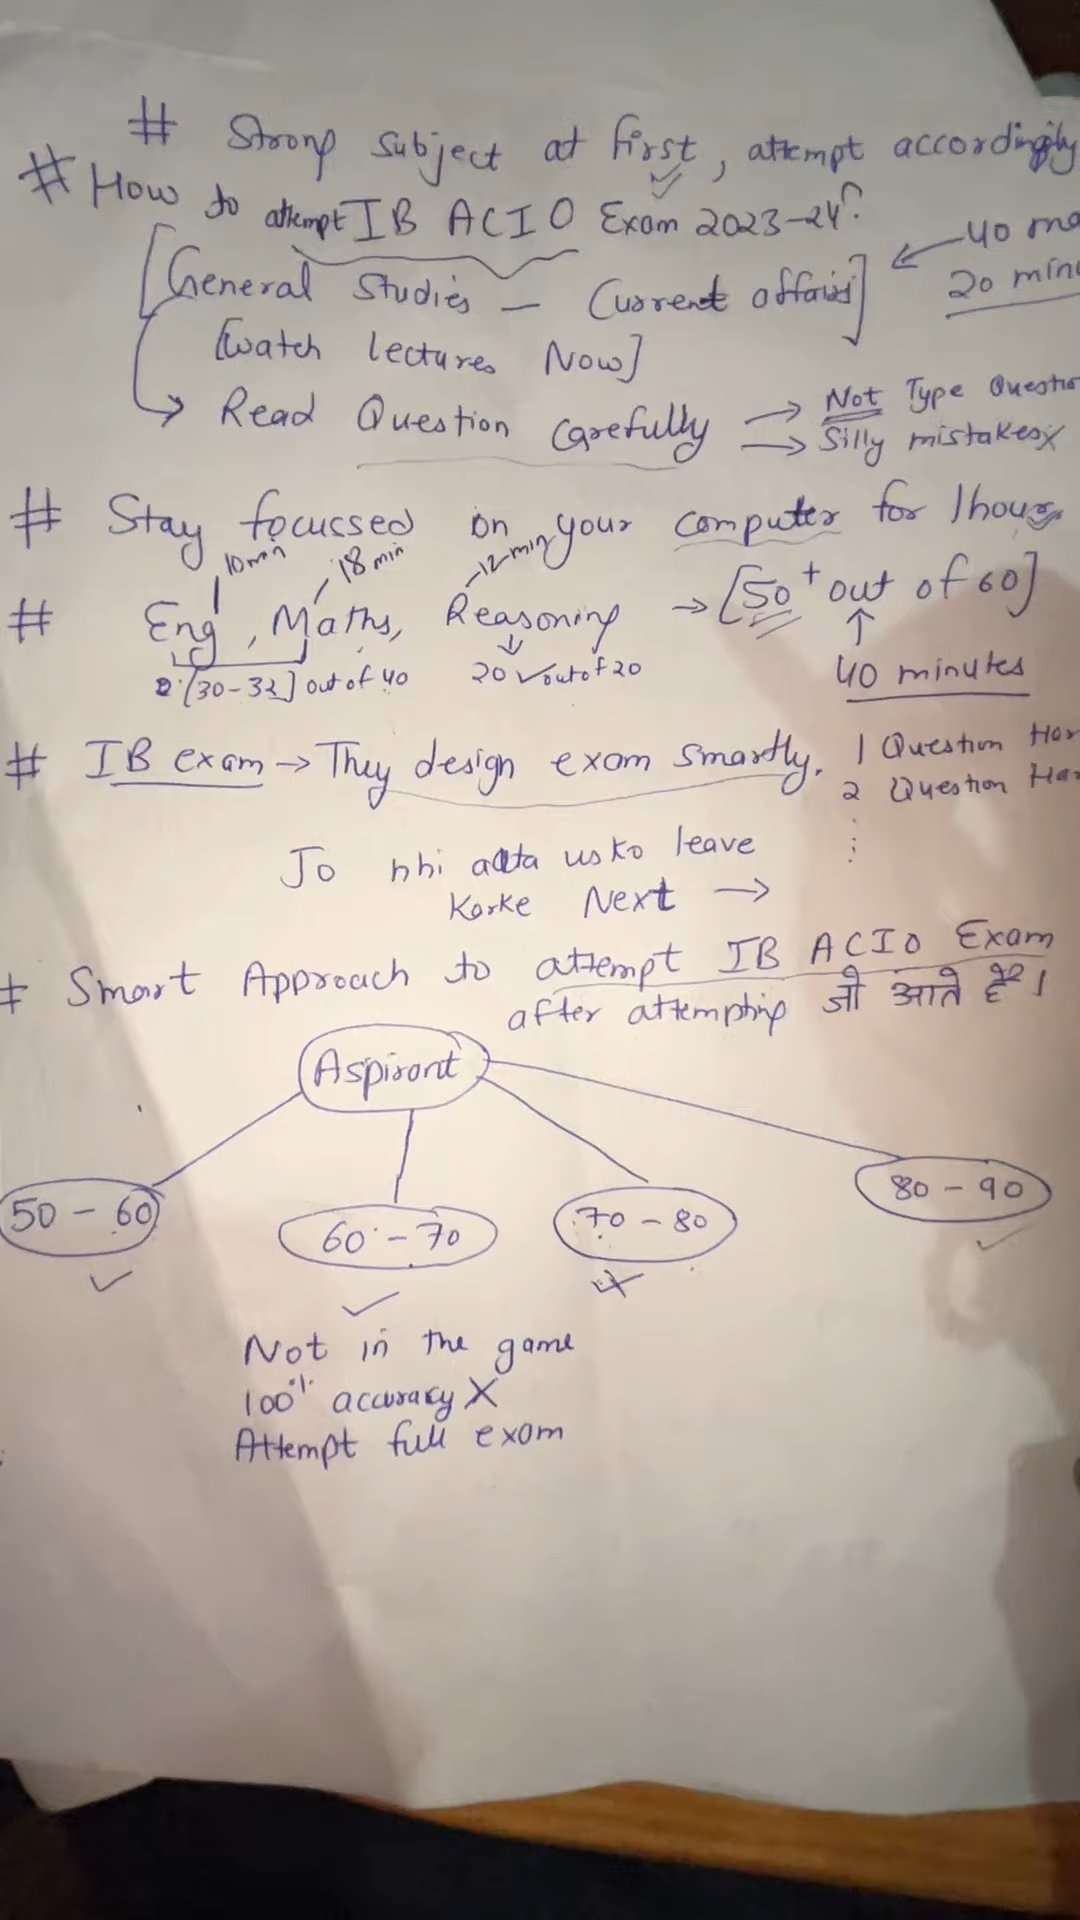 # Strong subject at first, attempt accordingly
# How to attempt IB ACIO Exam 2023-24?
[General Studies - Current affairs] ← 40 ma
20 minu
[Watch lectures Now]
→ Read Question Carefully → Not Type Questio
→ Silly mistakes x
# Stay focussed on your computer for 1 hour
10 min 18 min 12 min
# Eng, Maths, Reasoning → [50+ out of 60]
[30-32] out of 40 20 ✓ out of 20 ↑ 40 minutes
# IB exam → They design exam smartly. 1 Question Har
2 Question Ha
Jo nhi aata usko leave
Karke Next →
# Smart Approach to attempt IB ACIO Exam
after attempting जो आते हैं।
Aspirant
50 - 60 60 - 70 70 - 80 80 - 90
Not in the game
100% accuracy X
Attempt full exam